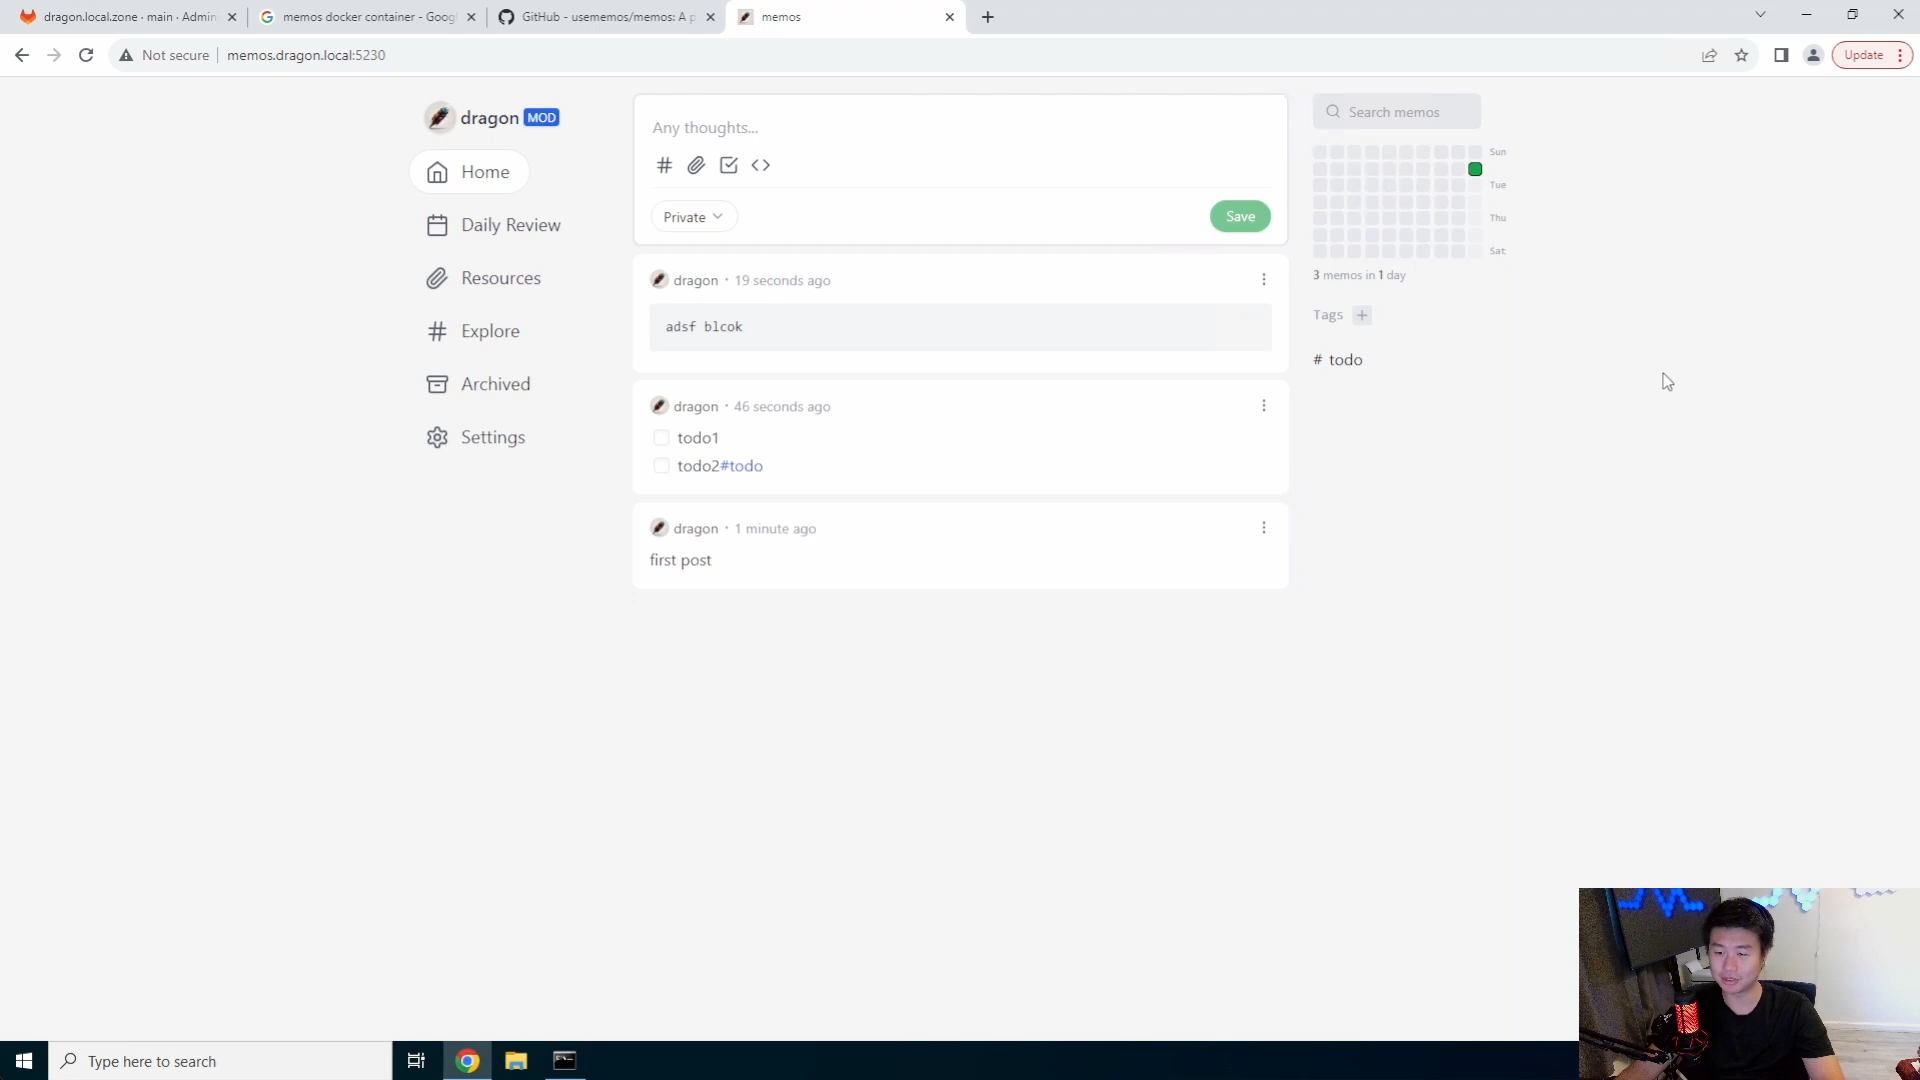 dragon.local.zone · main · Admin
memos docker container - Goog
GitHub - usememos/memos: A p
memos
Not secure
memos.dragon.local:5230
Update
dragon MOD
Home
Daily Review
Resources
Explore
Archived
Settings
Any thoughts...
Private
Save
dragon · 19 seconds ago
adsf blcok
dragon · 46 seconds ago
todo1
todo2#todo
dragon · 1 minute ago
first post
Search memos
Sun
Tue
Thu
Sat
3 memos in 1 day
Tags +
# todo
Type here to search